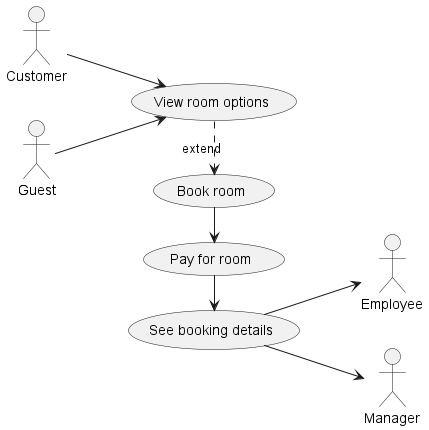 Customer
View room options
Guest
extend
Book room
Pay for room
Employee
See booking details
Manager